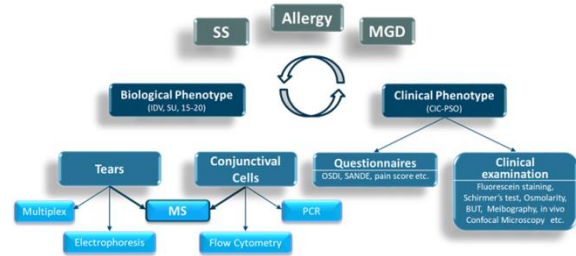 Allergy
SS
MGD
Biological Phenotype
(IDV, SU, 15-20)
Clinical Phenotype
(CIC-PSO)
Tears
Conjunctival
Cells
Questionnaires
OSDI, SANDE, pain score etc.
Clinical
examination
Fluorescein staining,
Schirmer's test, Osmolarity,
BUT, Meibography, in vivo
Confocal Microscopy etc.
Multiplex
MS
PCR
Electrophoresis
Flow Cytometry